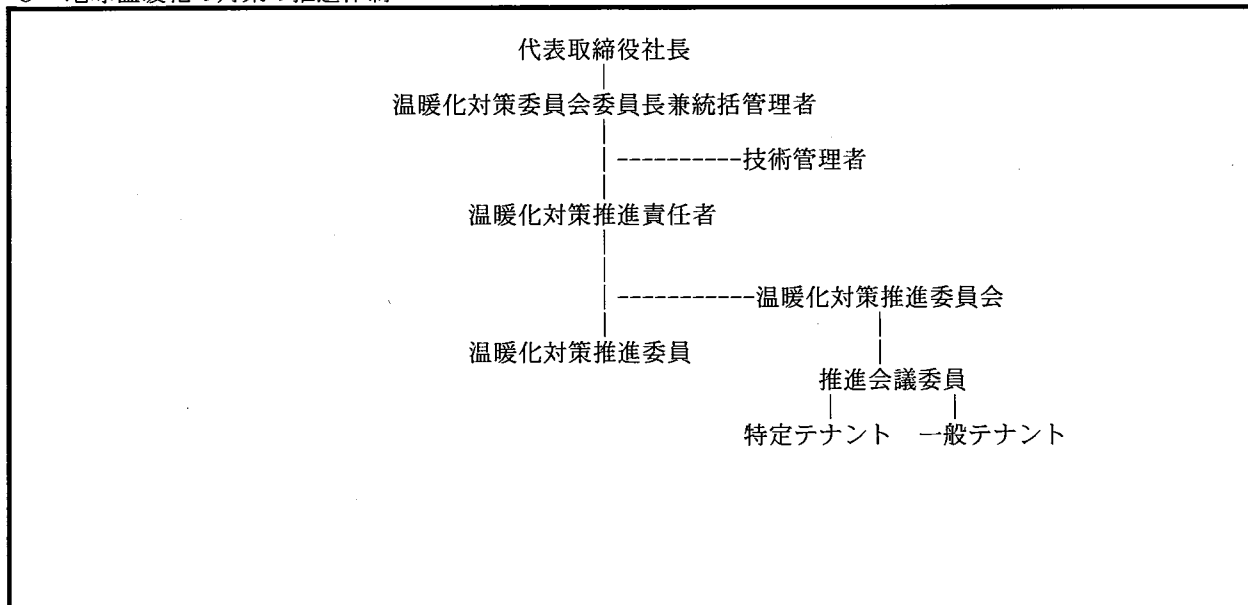 代表取締役社長
温暖化対策委員会委員長兼統括管理者
技術管理者
温暖化対策推進責任者
温暖化対策推進委員会
温暖化対策推進委員
推進会議委員
特定テナント 一般テナント